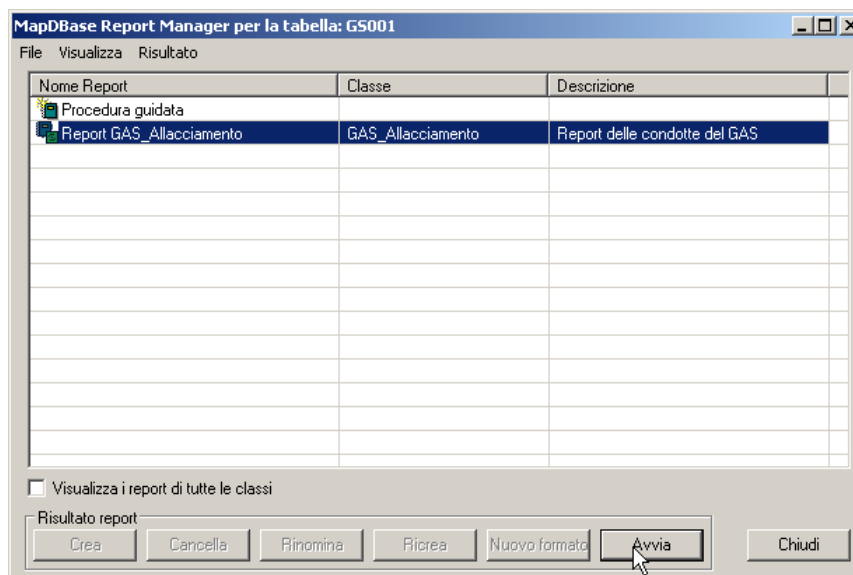 MapDBase Report Manager per la tabella: GS001
File Visualizza Risultato
Nome Report Classe Descrizione
Procedura guidata
Report GAS_Allacciamento GAS_Allacciamento Report delle condotte del GAS
Visualizza i report di tutte le classi
Risultato report
Crea Cancella Rinomina Ricrea Nuovo formato Avvia Chiudi